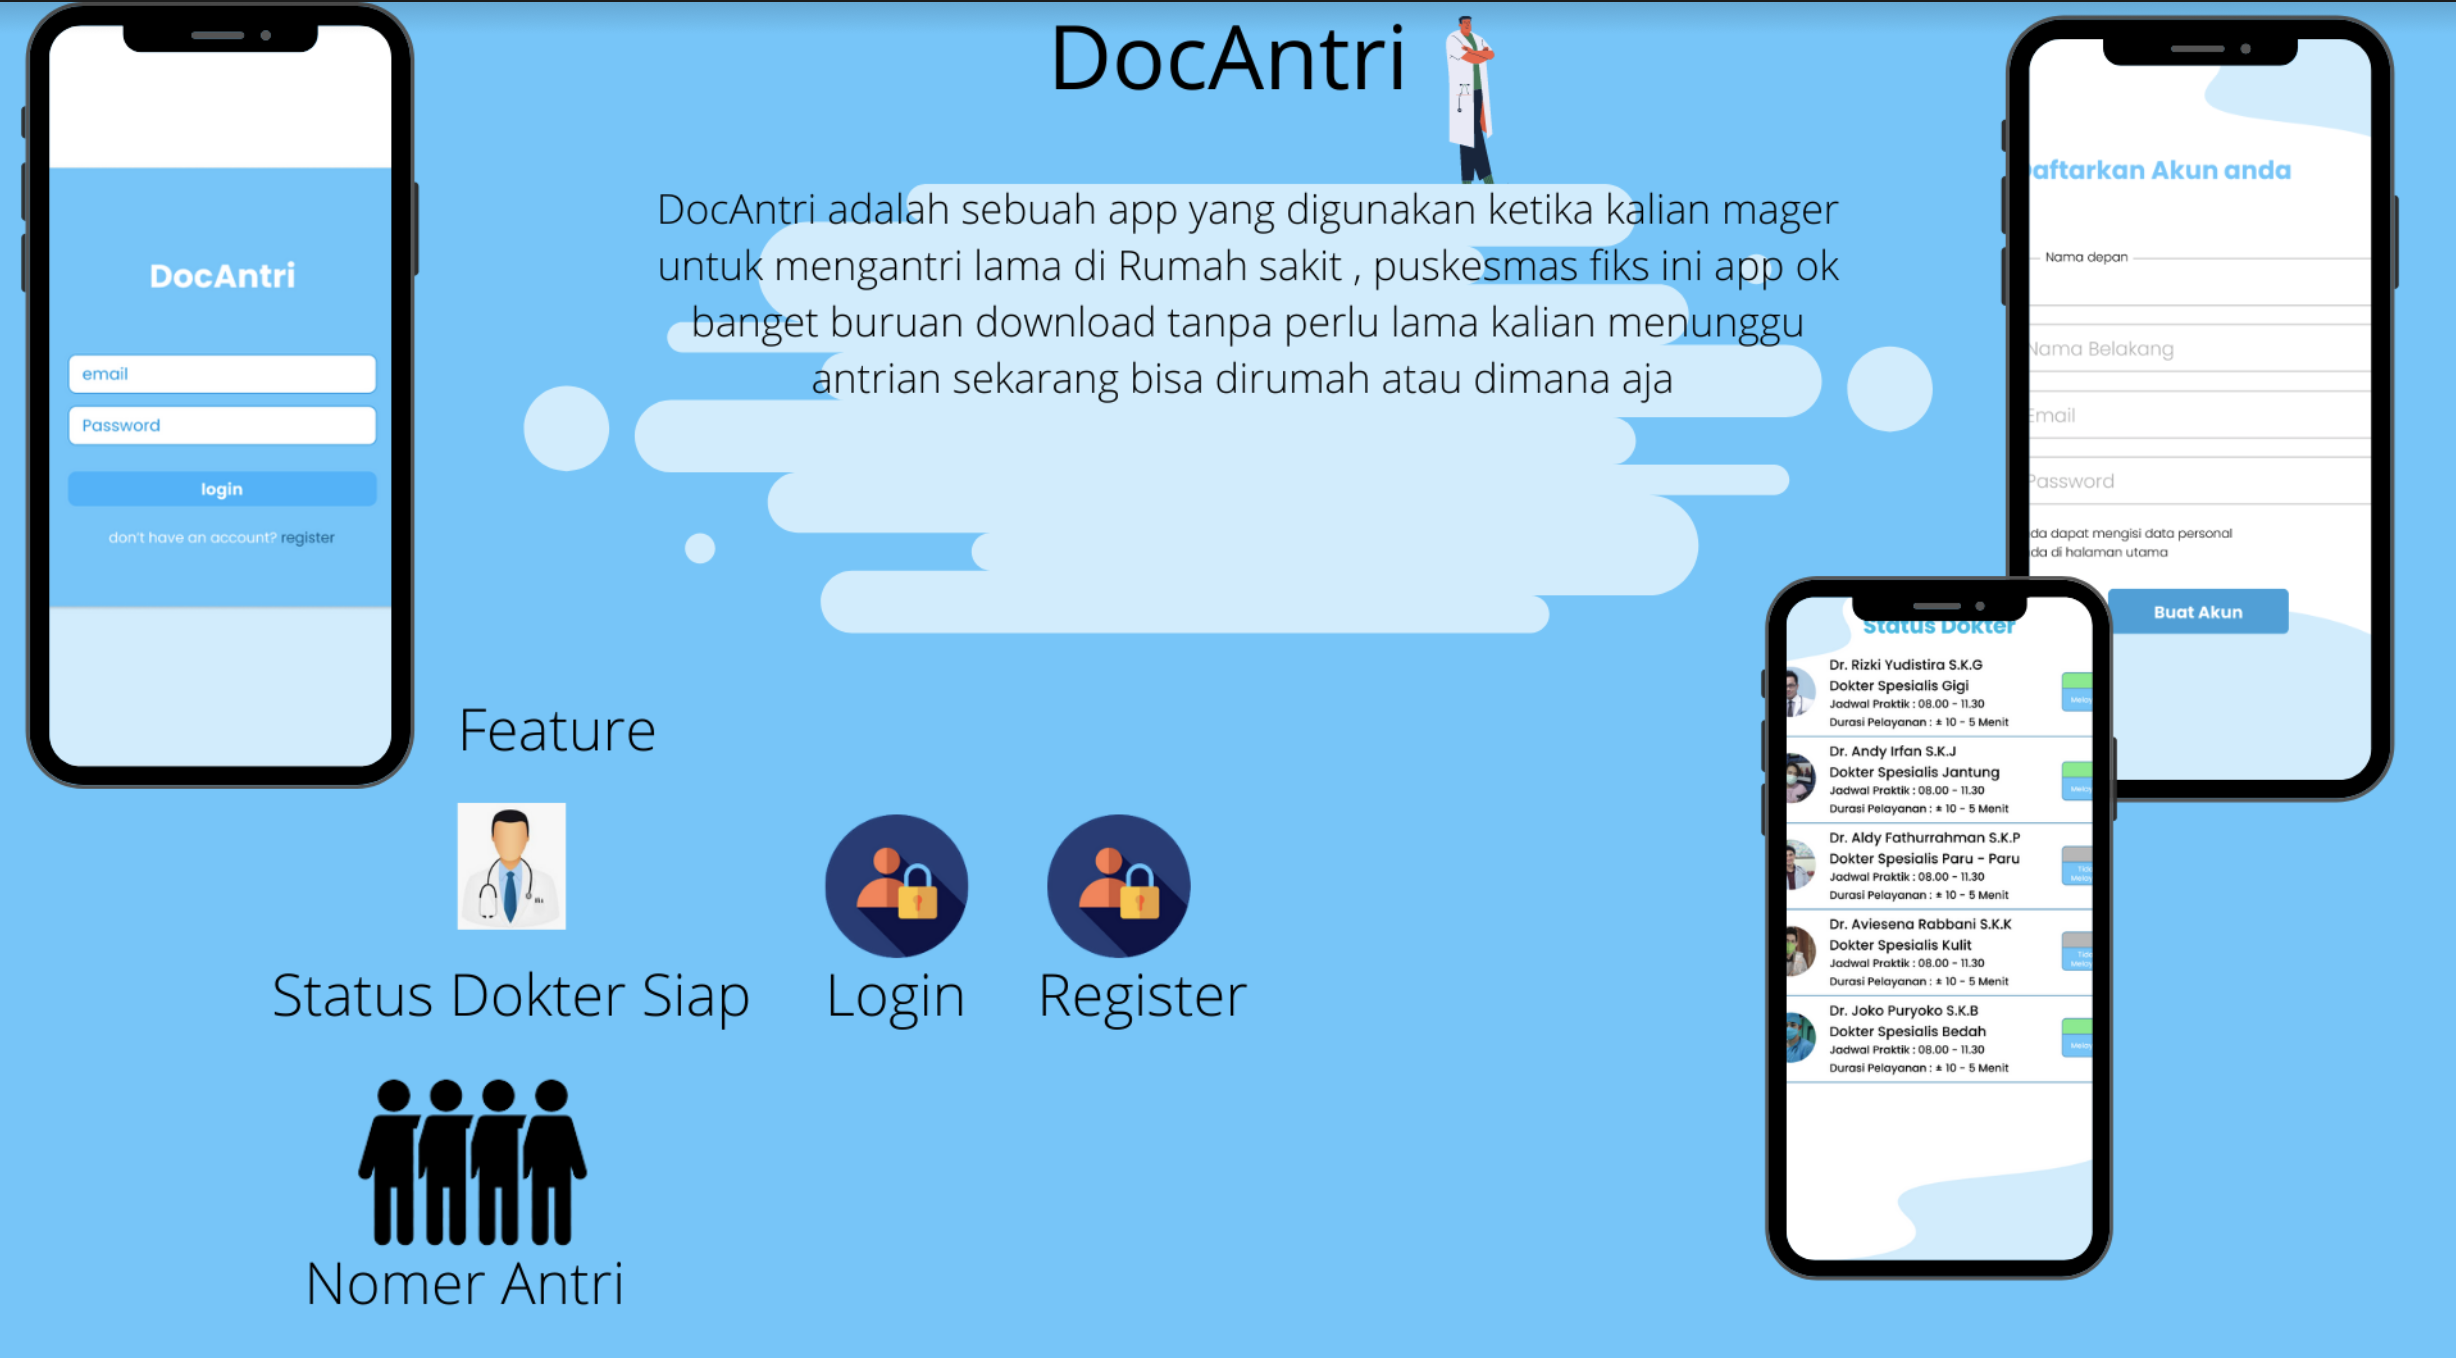 DocAntri
DocAntri adalah sebuah app yang digunakan ketika kalian mager
untuk mengantri lama di Rumah sakit , puskesmas fiks ini app ok
banget buruan download tanpa perlu lama kalian menunggu
antrian sekarang bisa dirumah atau dimana aja
DocAntri
email
Password
login
don't have an account? register
Feature
Status Dokter Siap
Login
Register
Nomer Antri
aftarkan Akun anda
Nama depan
Nama Belakang
Email
Password
da dapat mengisi data personal
da di halaman utama
Buat Akun
Status Dokter
Dr. Rizki Yudistira S.K.G
Dokter Spesialis Gigi
Jadwal Praktik : 08.00 - 11.30
Durasi Pelayanan : ± 10 - 5 Menit
Dr. Andy Irfan S.K.J
Dokter Spesialis Jantung
Jadwal Praktik : 08.00 - 11.30
Durasi Pelayanan : ± 10 - 5 Menit
Dr. Aldy Fathurrahman S.K.P
Dokter Spesialis Paru - Paru
Jadwal Praktik : 08.00 - 11.30
Durasi Pelayanan : ± 10 - 5 Menit
Dr. Aviesena Rabbani S.K.K
Dokter Spesialis Kulit
Jadwal Praktik : 08.00 - 11.30
Durasi Pelayanan : ± 10 - 5 Menit
Dr. Joko Puryoko S.K.B
Dokter Spesialis Bedah
Jadwal Praktik : 08.00 - 11.30
Durasi Pelayanan : ± 10 - 5 Menit